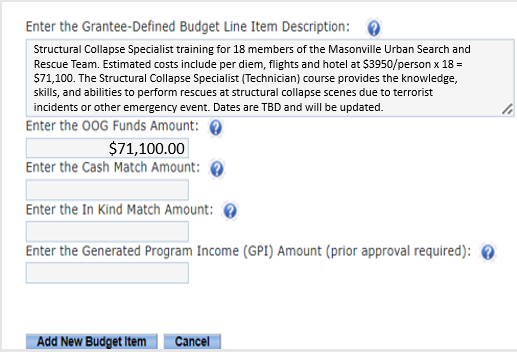 Enter the Grantee-Defined Budget Line Item Description: ?
Structural Collapse Specialist training for 18 members of the Masonville Urban Search and
Rescue Team. Estimated costs include per diem, flights and hotel at $3950/person x 18 =
$71,100. The Structural Collapse Specialist (Technician) course provides the knowledge,
skills, and abilities to perform rescues at structural collapse scenes due to terrorist
incidents or other emergency event. Dates are TBD and will be updated.
Enter the OOG Funds Amount: ?
$71,100.00
Enter the Cash Match Amount: ?
Enter the In Kind Match Amount: ?
Enter the Generated Program Income (GPI) Amount (prior approval required): ?
Add New Budget Item Cancel